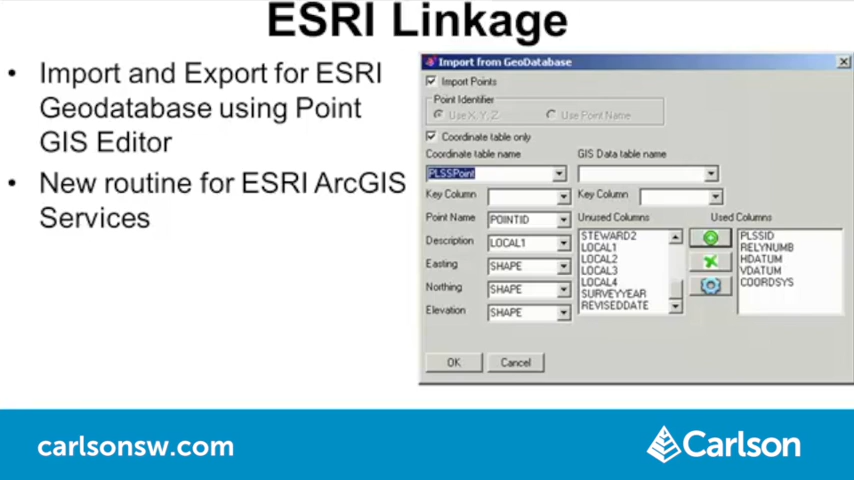 ESRI Linkage
• Import and Export for ESRI
Geodatabase using Point
GIS Editor
• New routine for ESRI ArcGIS
Services
Import from GeoDatabase
Import Points
Point Identifier
Use X, Y, Z
Use Point Name
Coordinate table only
Coordinate table name
GIS Data table name
PLSSPoint
Key Column
Key Column
Point Name
POINTID
Unused Columns
Used Columns
Description
LOCAL1
Easting
SHAPE
Northing
SHAPE
Elevation
SHAPE
STEWARD2
LOCAL1
LOCAL2
LOCAL3
LOCAL4
SURVEYYEAR
REVISEDDATE
PLSSID
RELYNUMB
HDATUM
VDATUM
COORDSYS
OK
Cancel
carlsonsw.com
Carlson